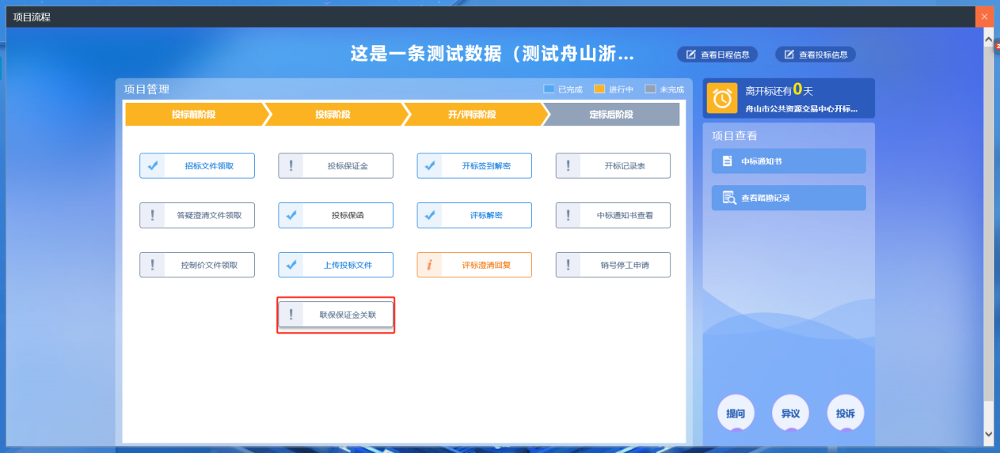 项目流程
这是一条测试数据（测试舟山浙...
查看日程信息
查看投标信息
项目管理
已完成
进行中
未完成
投标前阶段
投标阶段
开/评标阶段
定标后阶段
招标文件领取
投标保证金
开标签到解密
开标记录表
答疑澄清文件领取
投标保函
评标解密
中标通知书查看
控制价文件领取
上传投标文件
评标澄清回复
销号停工申请
联保保证金关联
离开标还有0天
舟山市公共资源交易中心开标...
项目查看
中标通知书
查看踏勘记录
提问
异议
投诉